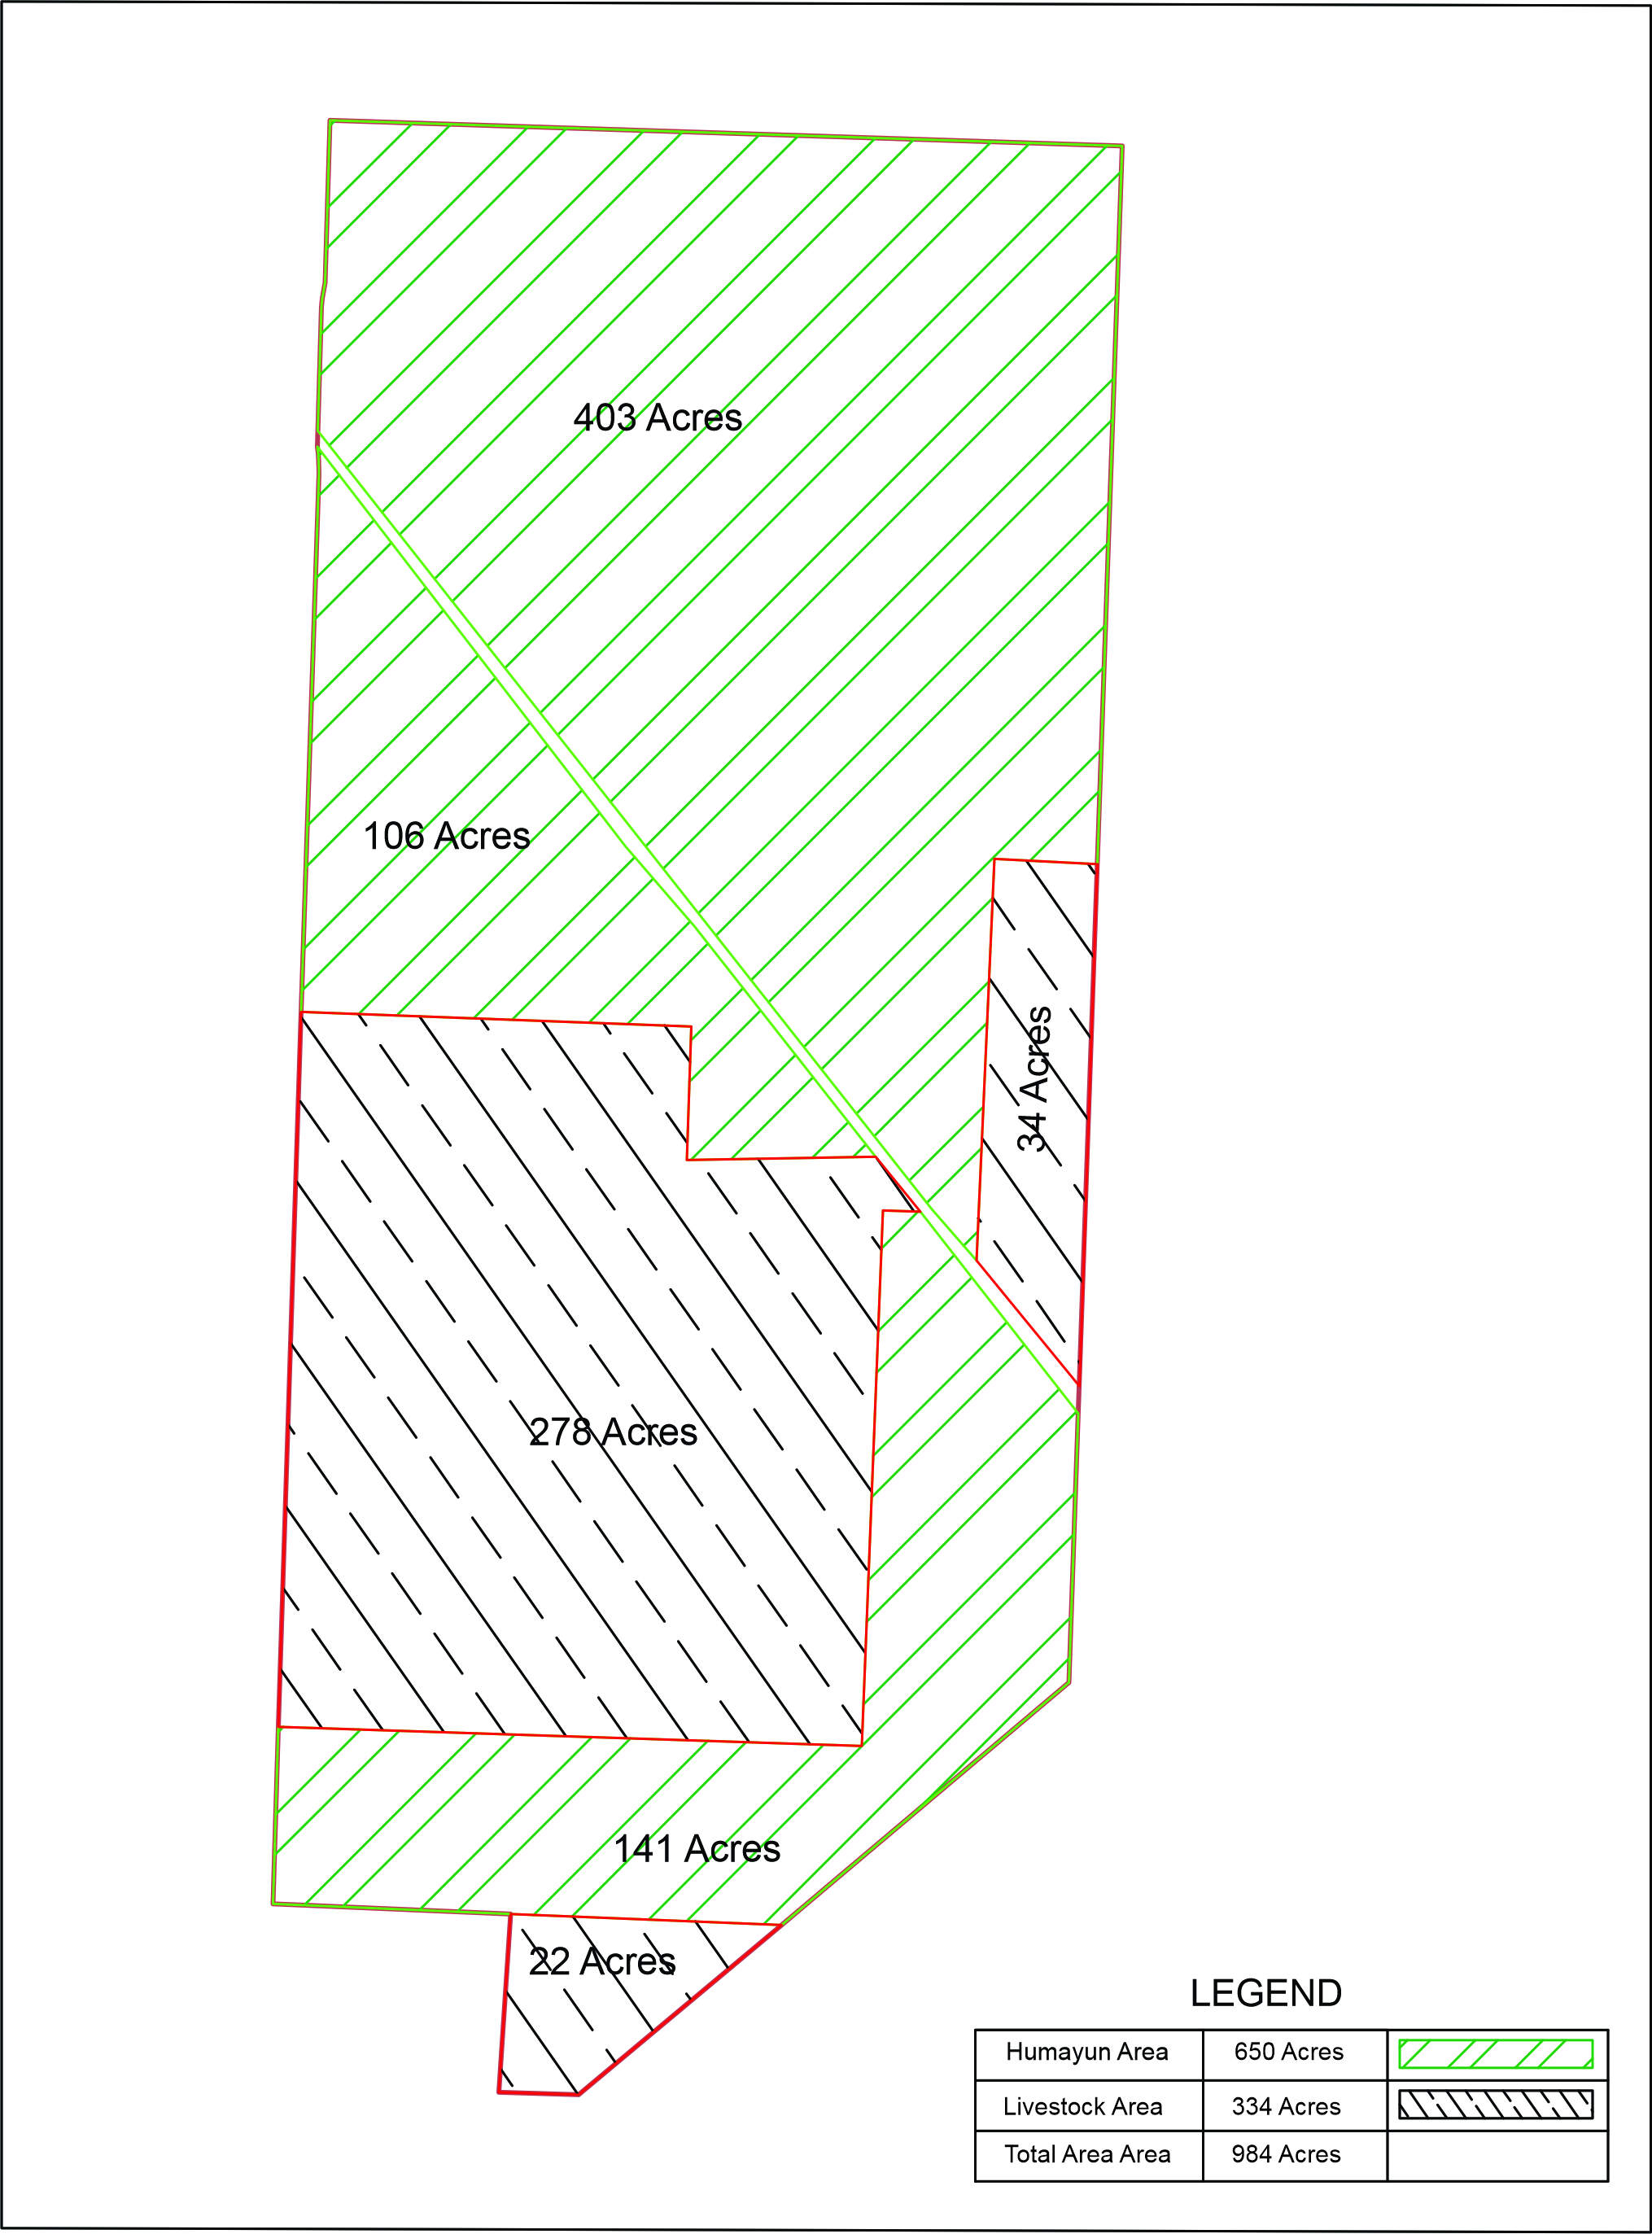 403 Acres
106 Acres
34 Acres
278 Acres
141 Acres
22 Acres
LEGEND
Humayun Area 650 Acres
Livestock Area 334 Acres
Total Area Area 984 Acres